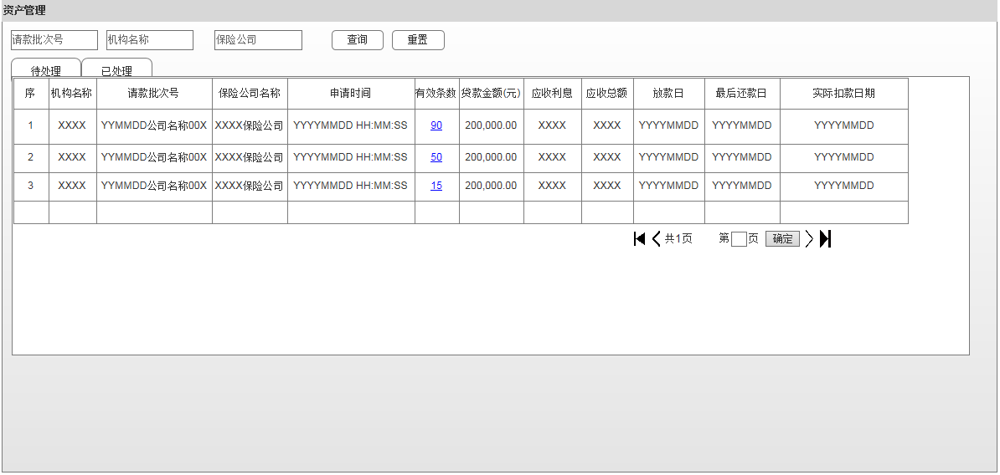 资产管理
请款批次号 机构名称 保险公司 查询 重置
待处理 已处理
序 机构名称 请款批次号 保险公司名称 申请时间 有效条数 贷款金额(元) 应收利息 应收总额 放款日 最后还款日 实际扣款日期
1 XXXX YYMMDD公司名称00X XXXX保险公司 YYYYMMDD HH:MM:SS 90 200,000.00 XXXX XXXX YYYYMMDD YYYYMMDD YYYYMMDD
2 XXXX YYMMDD公司名称00X XXXX保险公司 YYYYMMDD HH:MM:SS 50 200,000.00 XXXX XXXX YYYYMMDD YYYYMMDD YYYYMMDD
3 XXXX YYMMDD公司名称00X XXXX保险公司 YYYYMMDD HH:MM:SS 15 200,000.00 XXXX XXXX YYYYMMDD YYYYMMDD YYYYMMDD
共1页 第 页 确定